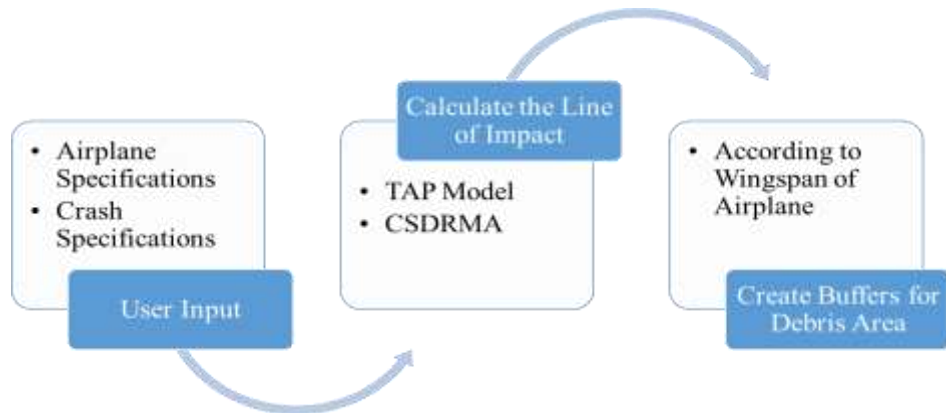 • Airplane
Specifications
• Crash
Specifications
User Input
Calculate the Line
of Impact
• TAP Model
• CSDRMA
• According to
Wingspan of
Airplane
Create Buffers for
Debris Area